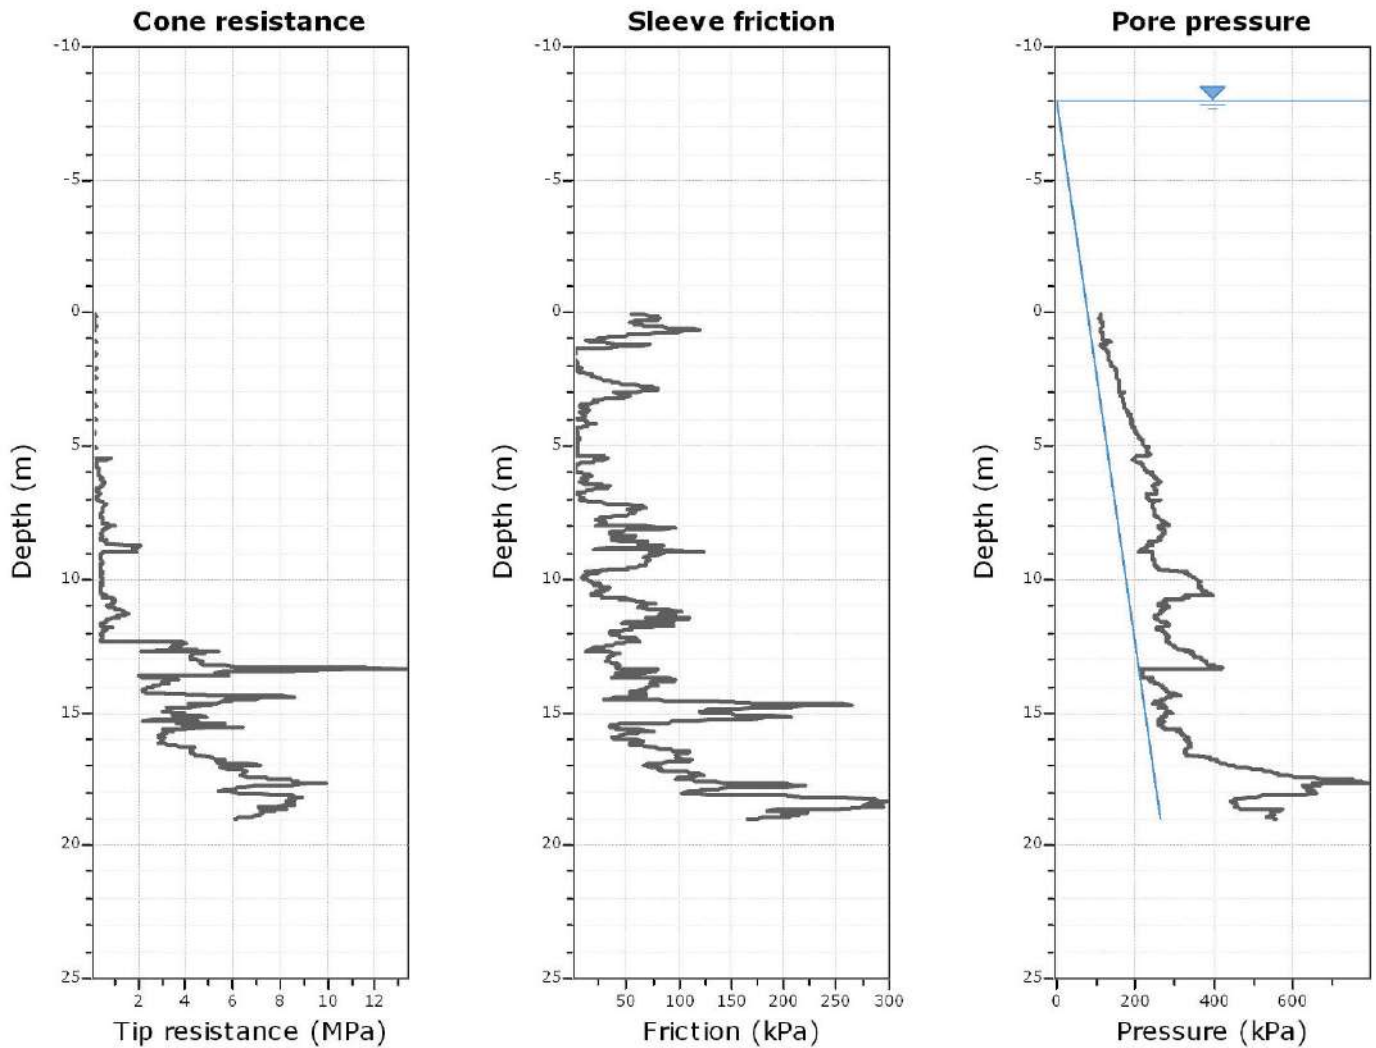 Cone resistance
-10
-5
0
5
10
15
20
25
Depth (m)
2 4 6 8 10 12
Tip resistance (MPa)
Sleeve friction
-10
-5
0
5
10
15
20
25
Depth (m)
50 100 150 200 250 300
Friction (kPa)
Pore pressure
-10
-5
0
5
10
15
20
25
Depth (m)
0 200 400 600
Pressure (kPa)